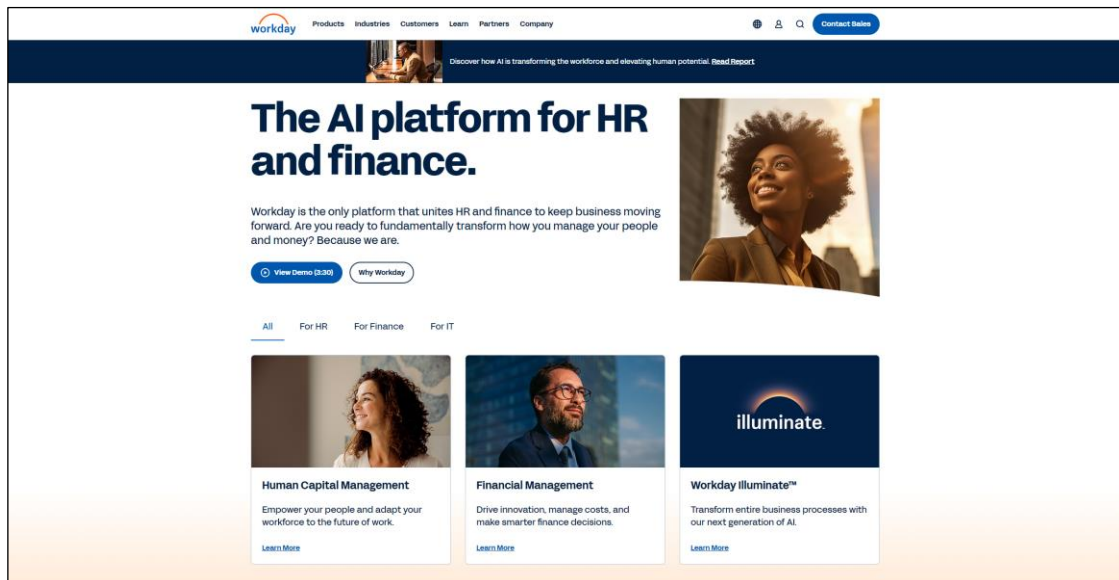 workday
Products Industries Customers Learn Partners Company
Contact Sales
Discover how AI is transforming the workforce and elevating human potential. Read Report
The AI platform for HR
and finance.
Workday is the only platform that unites HR and finance to keep business moving
forward. Are you ready to fundamentally transform how you manage your people
and money? Because we are.
View Demo (3:30)
Why Workday
All For HR For Finance For IT
illuminate.
Human Capital Management
Empower your people and adapt your
workforce to the future of work.
Learn More
Financial Management
Drive innovation, manage costs, and
make smarter finance decisions.
Learn More
Workday Illuminate™
Transform entire business processes with
our next generation of AI.
Learn More